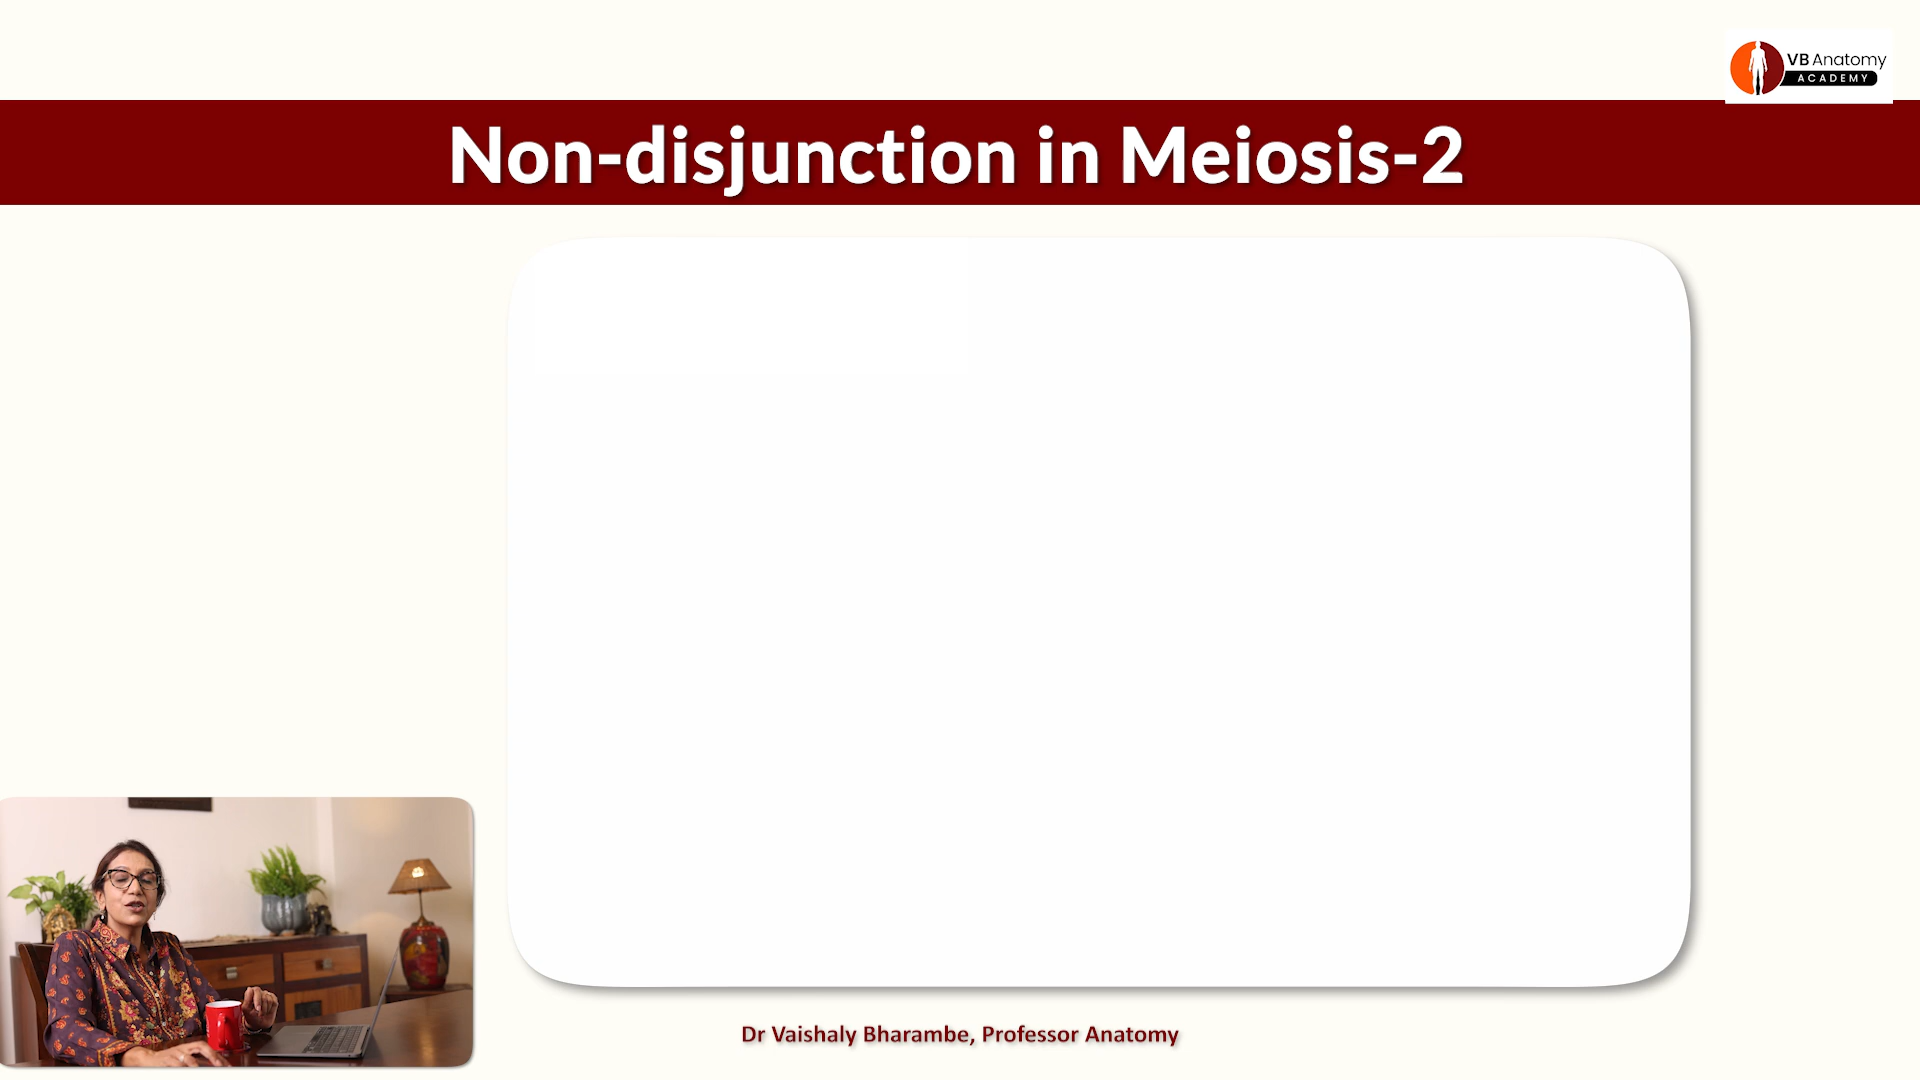 VB Anatomy
ACADEMY
Non-disjunction in Meiosis-2
Dr Vaishaly Bharambe, Professor Anatomy